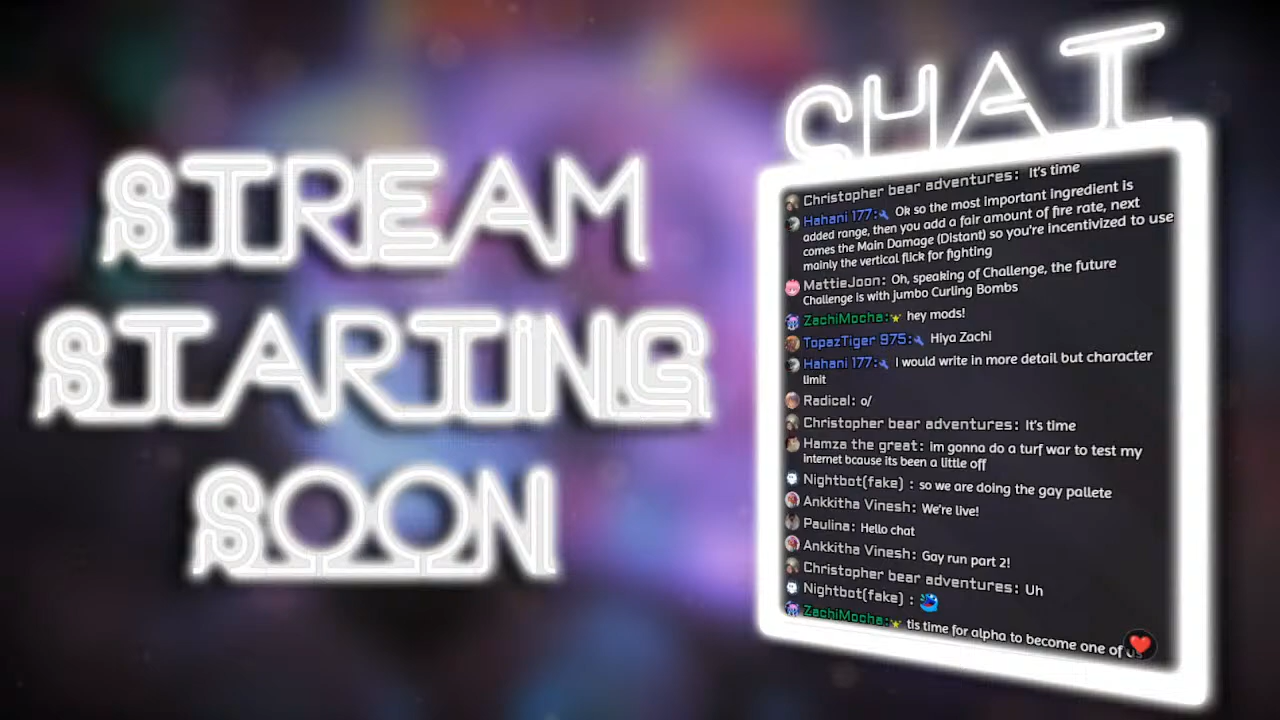 STREAM
STARTING
SOON
CHAT
Christopher bear adventures: It's time
Hahani 177: Ok so the most important ingredient is
added range, then you add a fair amount of fire rate, next
comes the Main Damage (Distant) so you're incentivized to use
mainly the vertical flick for fighting
MattieJoon: Oh, speaking of Challenge, the future
Challenge is with jumbo Curling Bombs
ZachiMocha: hey mods!
TopazTiger 975: Hiya Zachi
Hahani 177: I would write in more detail but character
limit
Radical: o/
Christopher bear adventures: It's time
Hamza the great: im gonna do a turf war to test my
internet bcause its been a little off
Nightbot(fake) : so we are doing the gay pallete
Ankkitha Vinesh: We're live!
Paulina: Hello chat
Ankkitha Vinesh: Gay run part 2!
Christopher bear adventures: Uh
Nightbot(fake) :
ZachiMocha: tis time for alpha to become one of